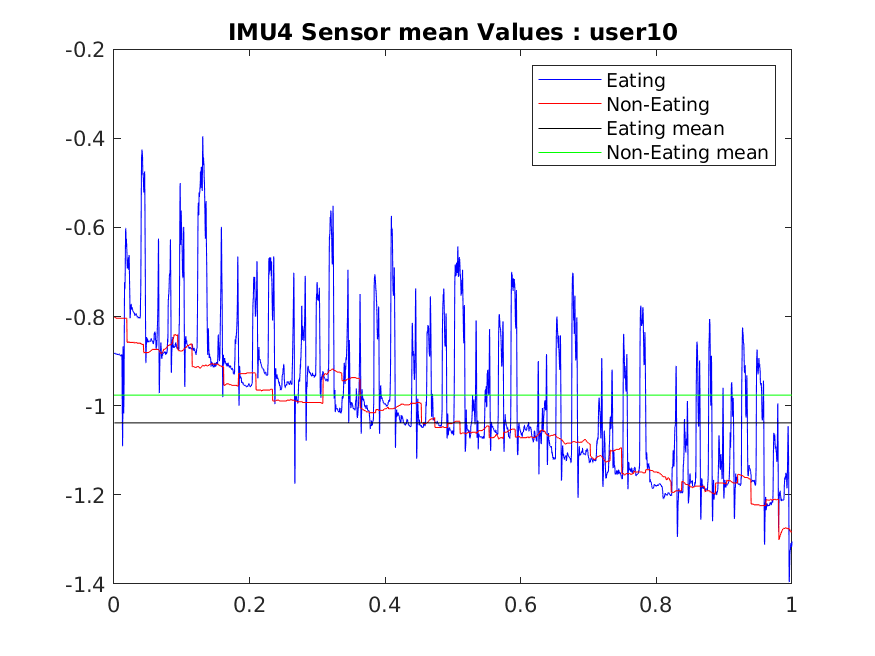 IMU4 Sensor mean Values : user10
-0.2
-0.4
-0.6
-0.8
-1
-1.2
-1.4
Eating
Non-Eating
Eating mean
Non-Eating mean
0 0.2 0.4 0.6 0.8 1